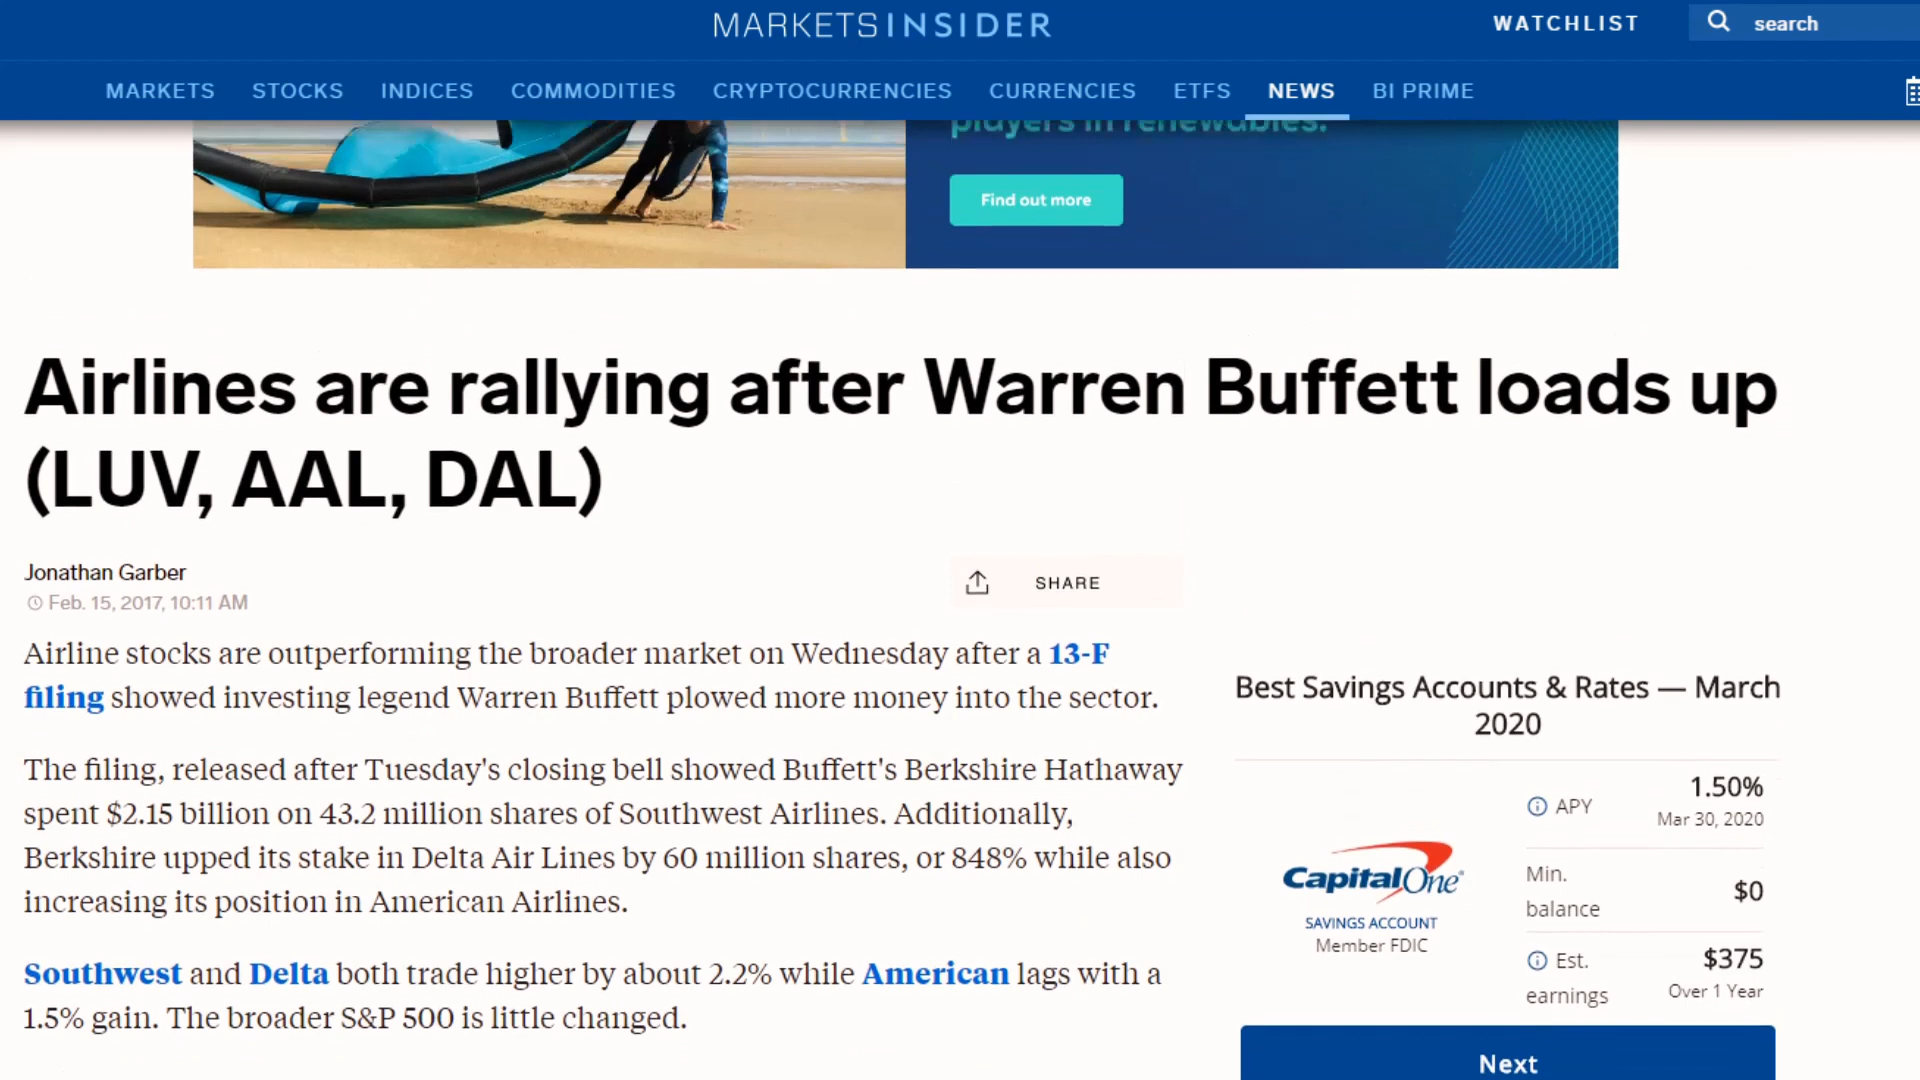 MARKETS INSIDER
WATCHLIST
search
MARKETS
STOCKS
INDICES
COMMODITIES
CRYPTOCURRENCIES
CURRENCIES
ETFS
NEWS
BI PRIME
players in renewables.
Find out more
Airlines are rallying after Warren Buffett loads up
(LUV, AAL, DAL)
Jonathan Garber
Feb. 15, 2017, 10:11 AM
SHARE
Airline stocks are outperforming the broader market on Wednesday after a 13-F
filing showed investing legend Warren Buffett plowed more money into the sector.
The filing, released after Tuesday's closing bell showed Buffett's Berkshire Hathaway
spent $2.15 billion on 43.2 million shares of Southwest Airlines. Additionally,
Berkshire upped its stake in Delta Air Lines by 60 million shares, or 848% while also
increasing its position in American Airlines.
Southwest and Delta both trade higher by about 2.2% while American lags with a
1.5% gain. The broader S&P 500 is little changed.
Best Savings Accounts & Rates — March
2020
CapitalOne
SAVINGS ACCOUNT
Member FDIC
APY
1.50%
Mar 30, 2020
Min.
balance
$0
Est.
earnings
$375
Over 1 Year
Next